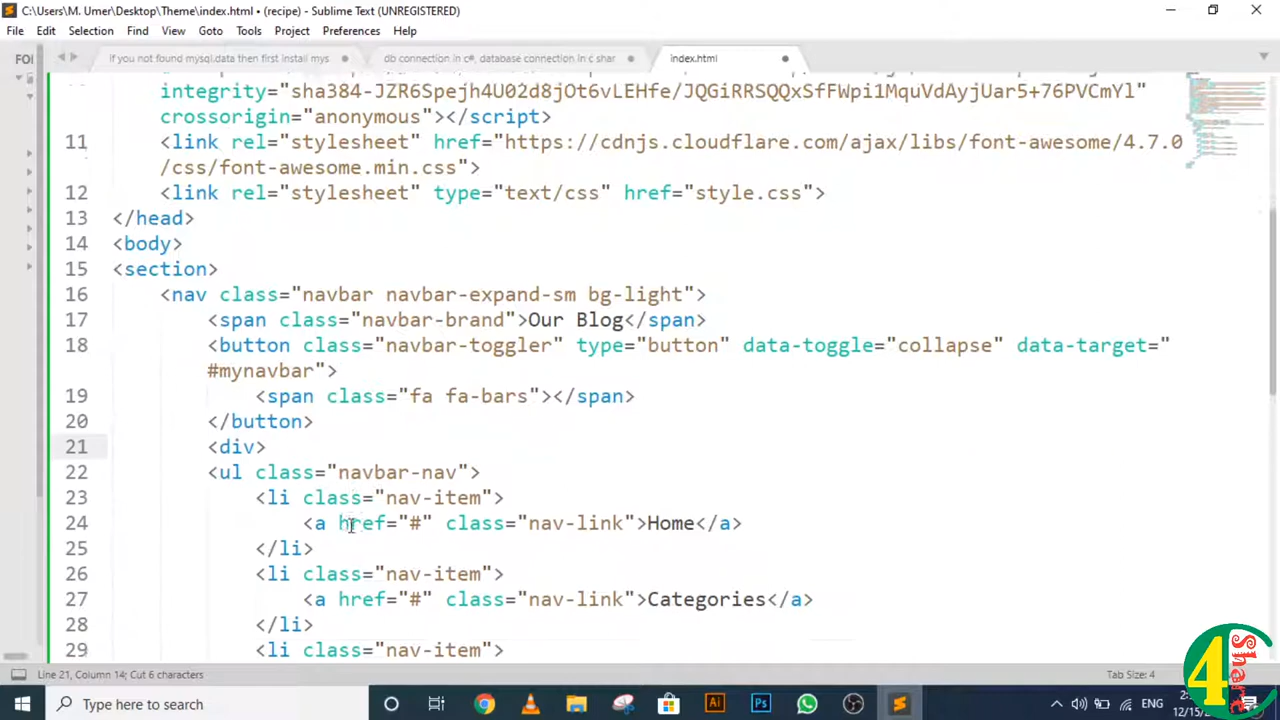 C:\Users\M. Umer\Desktop\Theme\index.html • (recipe) - Sublime Text (UNREGISTERED)
File Edit Selection Find View Goto Tools Project Preferences Help
FOI
if you not found mysql.data then first install mys
db connection in c#, database connection in c shar
index.html
integrity="sha384-JZR6Spejh4U02d8jOt6vLEHfe/JQGiRRSQQxSfFWpi1MquVdAyjUar5+76PVCmYl"
crossorigin="anonymous"></script>
11 <link rel="stylesheet" href="https://cdnjs.cloudflare.com/ajax/libs/font-awesome/4.7.0
/css/font-awesome.min.css">
12 <link rel="stylesheet" type="text/css" href="style.css">
13 </head>
14 <body>
15 <section>
16 <nav class="navbar navbar-expand-sm bg-light">
17 <span class="navbar-brand">Our Blog</span>
18 <button class="navbar-toggler" type="button" data-toggle="collapse" data-target="
#mynavbar">
19 <span class="fa fa-bars"></span>
20 </button>
21 <div>
22 <ul class="navbar-nav">
23 <li class="nav-item">
24 <a href="#" class="nav-link">Home</a>
25 </li>
26 <li class="nav-item">
27 <a href="#" class="nav-link">Categories</a>
28 </li>
29 <li class="nav-item">
Line 21, Column 14; Cut 6 characters
Tab Size: 4
4 Share
Type here to search
ENG
12/15/2